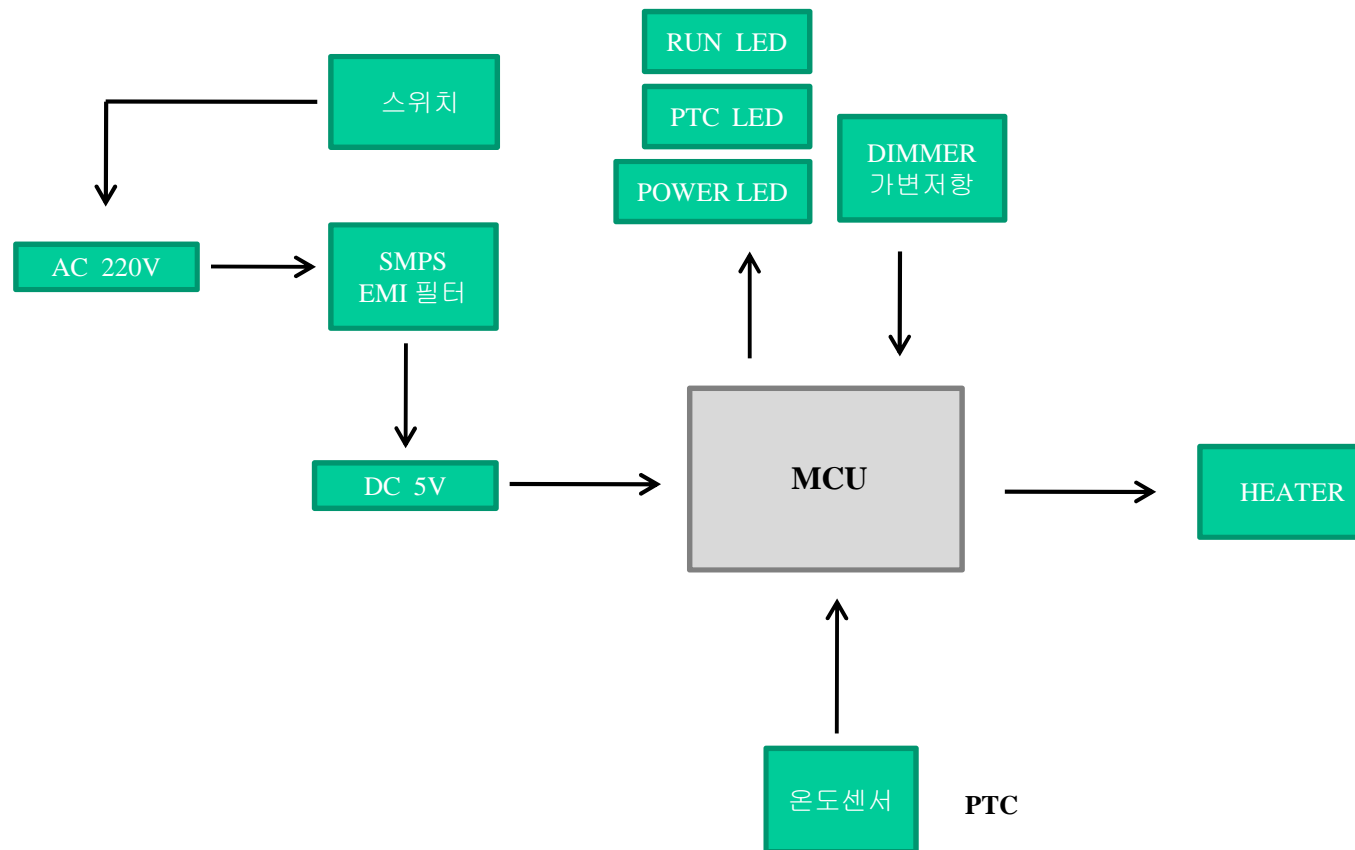 RUN LED
스위치
PTC LED
DIMMER
가변저항
POWER LED
AC 220V
SMPS
EMI 필터
DC 5V
MCU
HEATER
온도센서
PTC